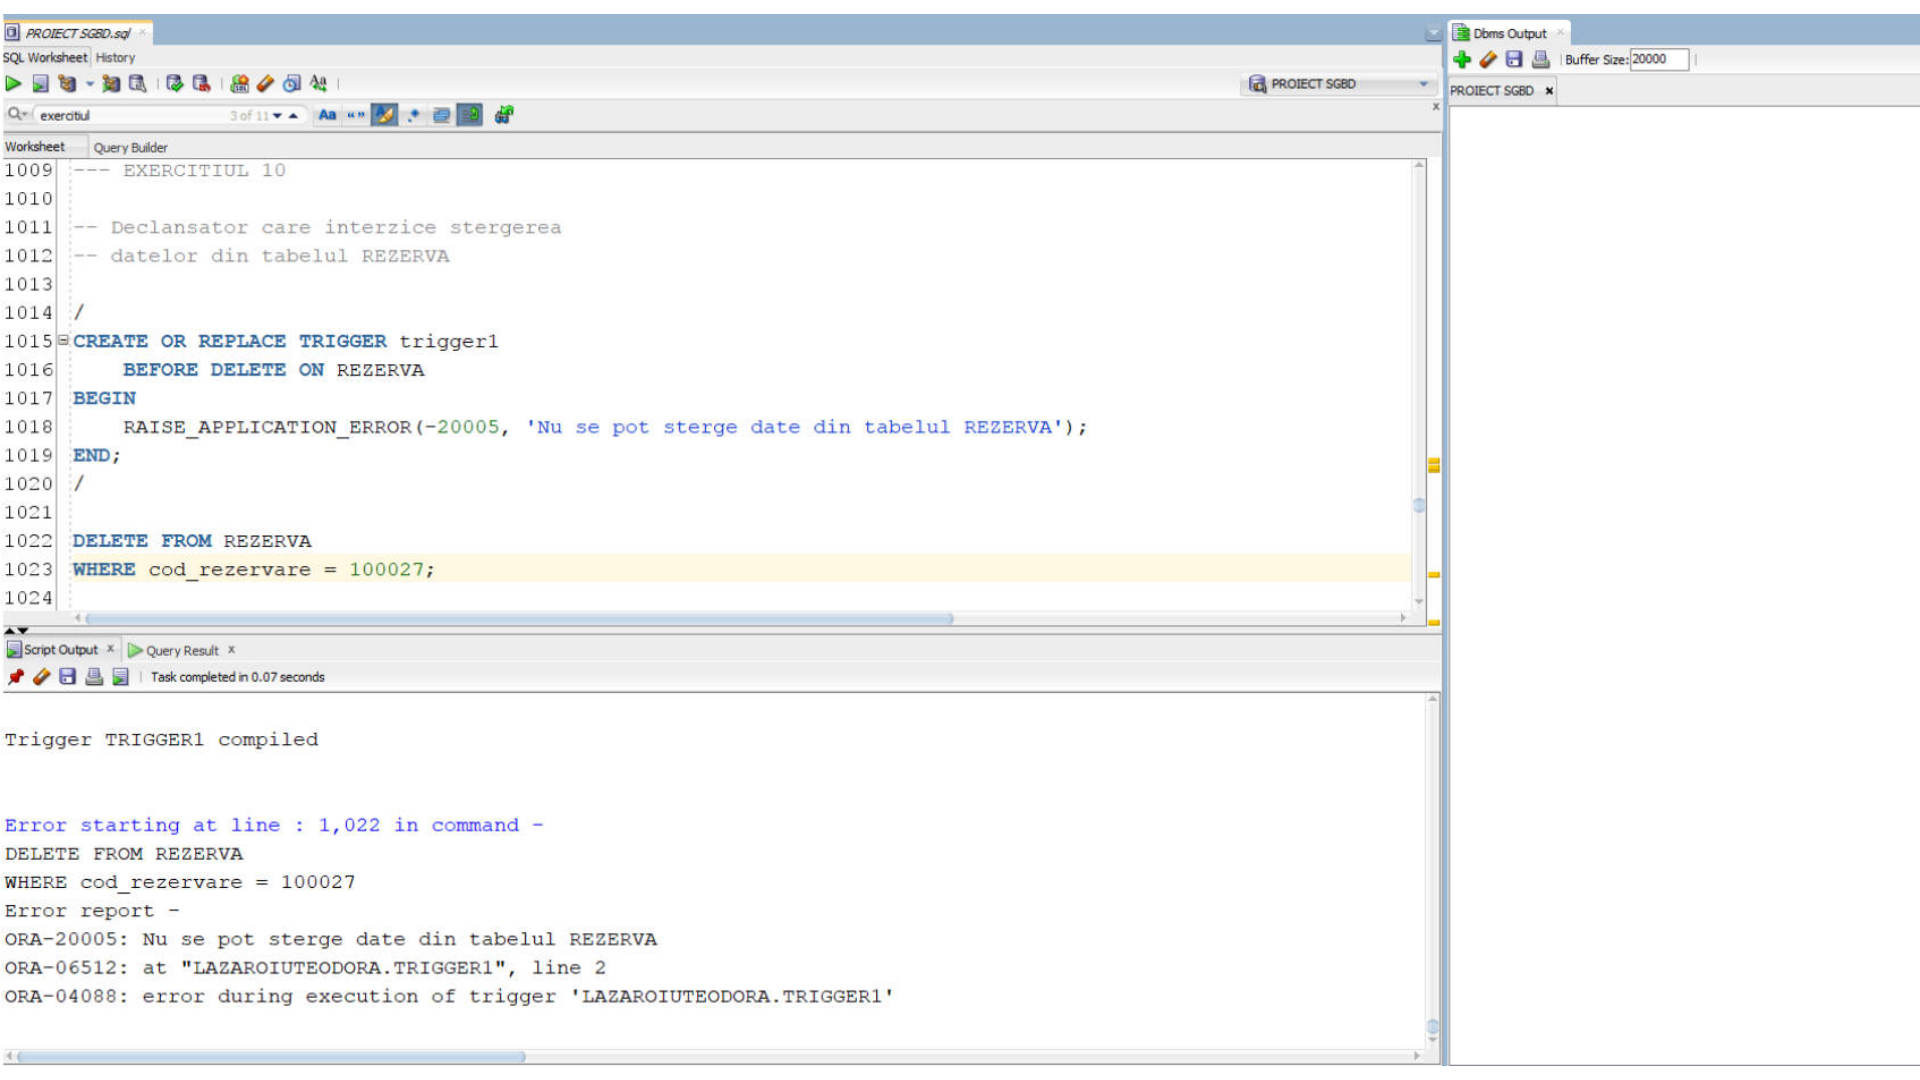 PROIECT SGBD.sql
SQL Worksheet History
PROIECT SGBD
exercitiul 3 of 11 Aa “”
Worksheet Query Builder
1009 --- EXERCITIUL 10
1010
1011 -- Declansator care interzice stergerea
1012 -- datelor din tabelul REZERVA
1013
1014 /
1015 CREATE OR REPLACE TRIGGER trigger1
1016 BEFORE DELETE ON REZERVA
1017 BEGIN
1018 RAISE_APPLICATION_ERROR(-20005, 'Nu se pot sterge date din tabelul REZERVA');
1019 END;
1020 /
1021
1022 DELETE FROM REZERVA
1023 WHERE cod_rezervare = 100027;
1024
Script Output x Query Result x
Task completed in 0.07 seconds
Trigger TRIGGER1 compiled
Error starting at line : 1,022 in command -
DELETE FROM REZERVA
WHERE cod_rezervare = 100027
Error report -
ORA-20005: Nu se pot sterge date din tabelul REZERVA
ORA-06512: at "LAZAROIUTEODORA.TRIGGER1", line 2
ORA-04088: error during execution of trigger 'LAZAROIUTEODORA.TRIGGER1'
Dbms Output
Buffer Size: 20000
PROIECT SGBD